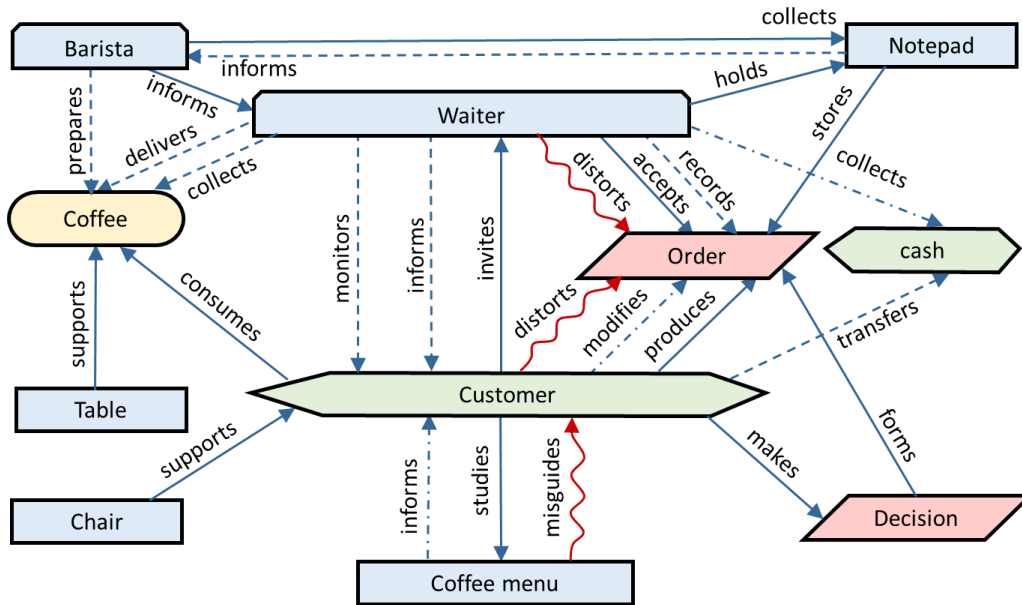 collects
Barista
Notepad
informs
informs
holds
prepares
Waiter
stores
delivers
collects
distorts
accepts
records
collects
Coffee
monitors
informs
invites
Order
cash
consumes
supports
distorts
modifies
produces
transfers
Table
Customer
supports
makes
forms
informs
studies
misguides
Chair
Decision
Coffee menu